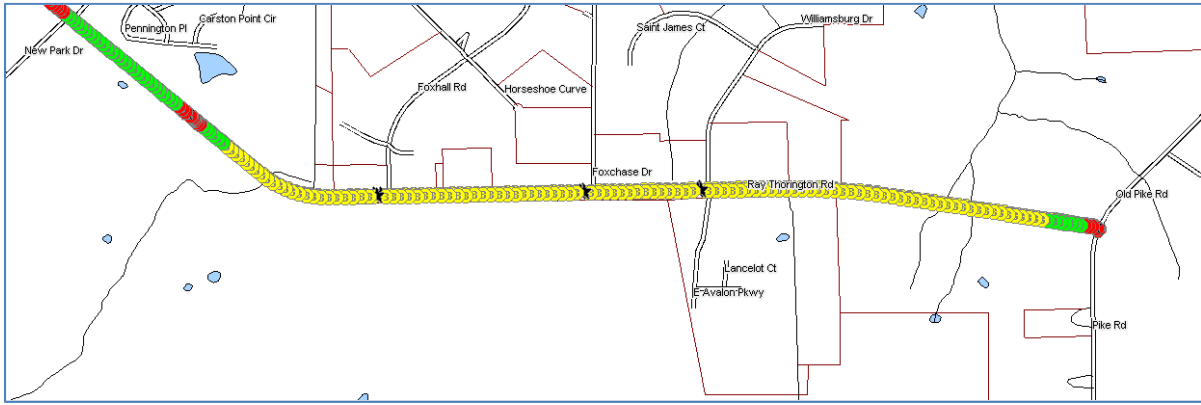 Carston Point Cir
Pennington Pl
Williamsburg Dr
Saint James Ct
New Park Dr
Foxhall Rd
Horseshoe Curve
Foxchase Dr
Ray Thorington Rd
Old Pike Rd
Lancelot Ct
E Avalon Pkwy
Pike Rd